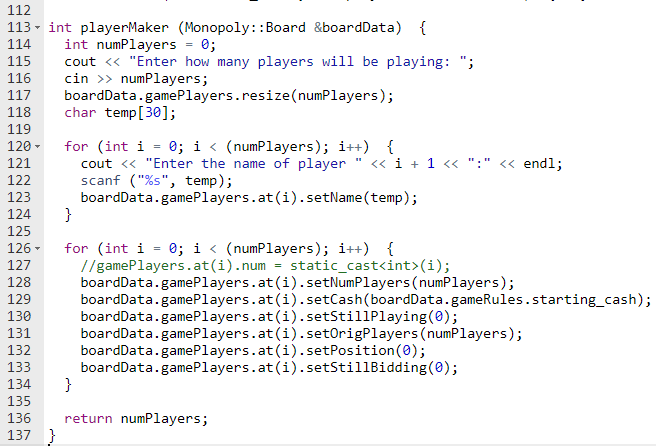 112
113 int playerMaker (Monopoly::Board &boardData) {
114 int numPlayers = 0;
115 cout << "Enter how many players will be playing: ";
116 cin >> numPlayers;
117 boardData.gamePlayers.resize(numPlayers);
118 char temp[30];
119
120 for (int i = 0; i < (numPlayers); i++) {
121 cout << "Enter the name of player " << i + 1 << ":" << endl;
122 scanf ("%s", temp);
123 boardData.gamePlayers.at(i).setName(temp);
124 }
125
126 for (int i = 0; i < (numPlayers); i++) {
127 //gamePlayers.at(i).num = static_cast<int>(i);
128 boardData.gamePlayers.at(i).setNumPlayers(numPlayers);
129 boardData.gamePlayers.at(i).setCash(boardData.gameRules.starting_cash);
130 boardData.gamePlayers.at(i).setStillPlaying(0);
131 boardData.gamePlayers.at(i).setOrigPlayers(numPlayers);
132 boardData.gamePlayers.at(i).setPosition(0);
133 boardData.gamePlayers.at(i).setStillBidding(0);
134 }
135
136 return numPlayers;
137 }